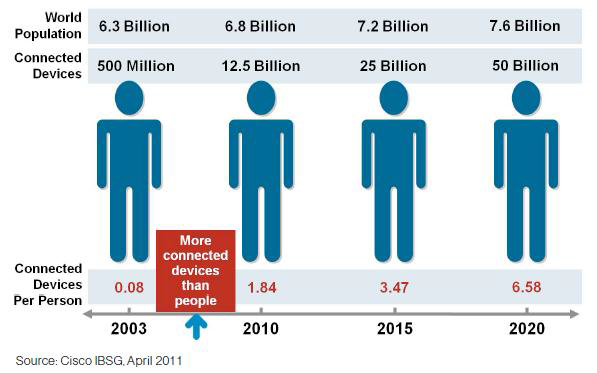 World
Population
6.3 Billion
6.8 Billion
7.2 Billion
7.6 Billion
Connected
Devices
500 Million
12.5 Billion
25 Billion
50 Billion
More
connected
devices
than
people
Connected
Devices
Per Person
0.08
1.84
3.47
6.58
2003
2010
2015
2020
Source: Cisco IBSG, April 2011